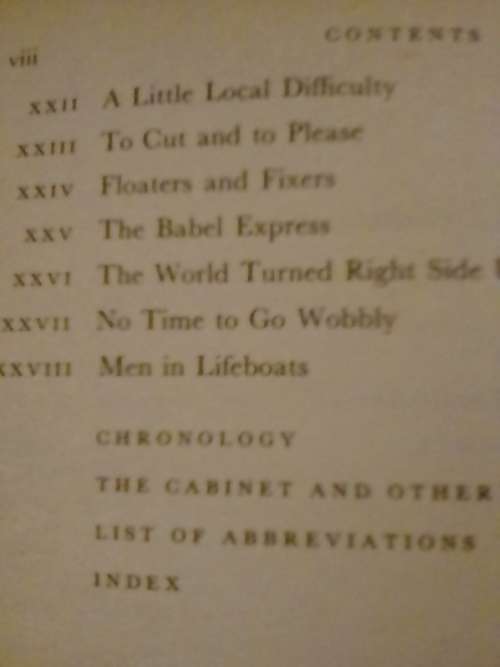 CONTENTS
viii
XXII A Little Local Difficulty
XXIII To Cut and to Please
XXIV Floaters and Fixers
XXV The Babel Express
XXVI The World Turned Right Side
XXVII No Time to Go Wobbly
XXVIII Men in Lifeboats
CHRONOLOGY
THE CABINET AND OTHER
LIST OF ABBREVIATIONS
INDEX